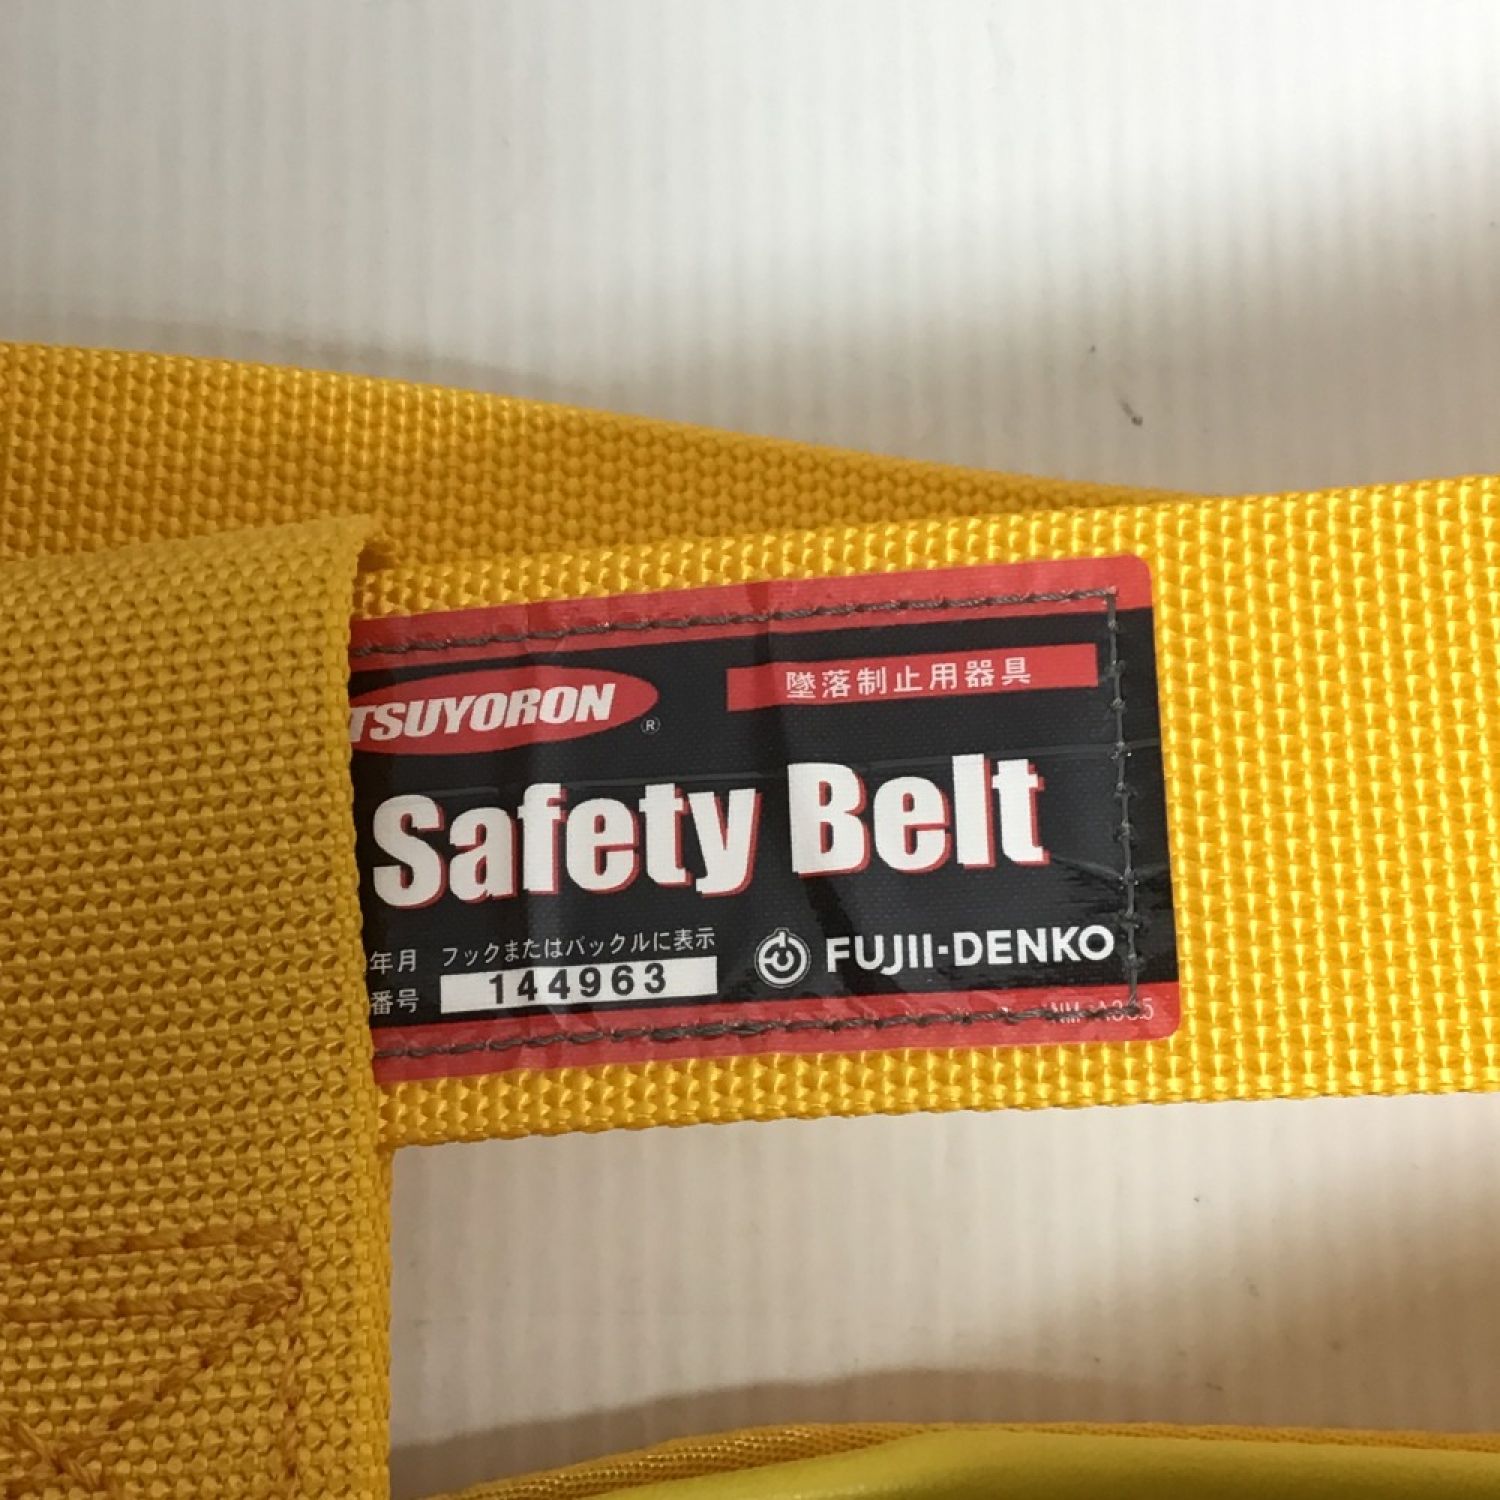 TSUYORON ®
墜落制止用器具
Safety Belt
年月 フックまたはバックルに表示
番号 144963
FUJII-DENKO